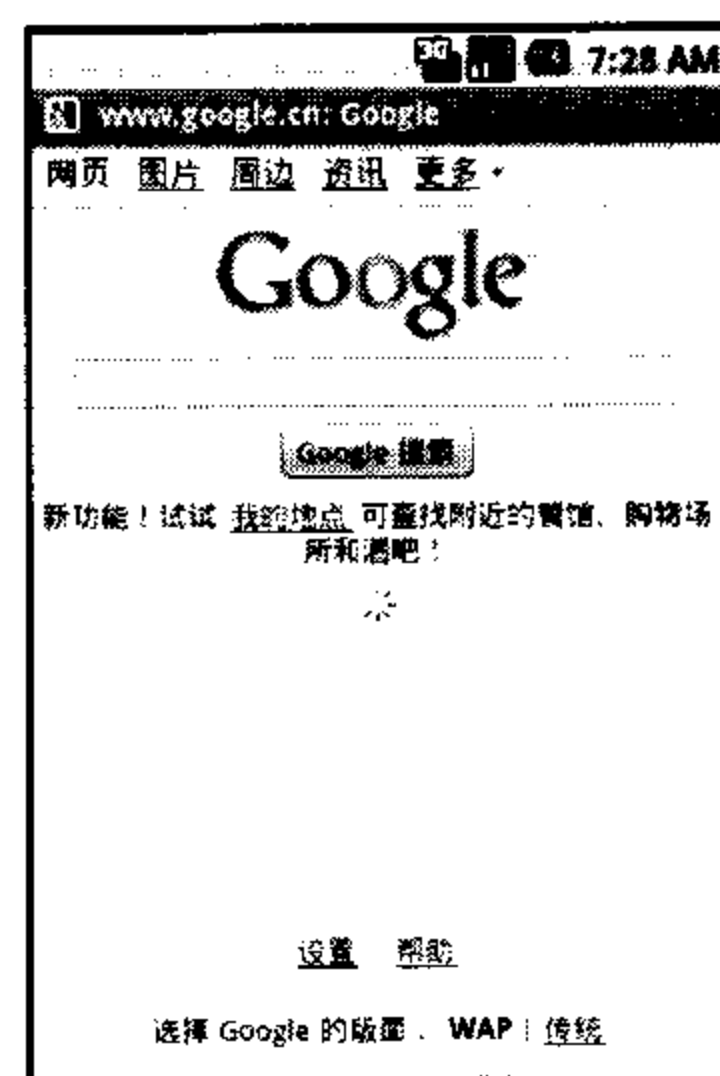 3G 7:28 AM
www.google.cn: Google
网页 图片 周边 资讯 更多
Google
Google 搜索
新功能！试试 我的地点 可查找附近的餐馆、购物场
所和酒吧！
设置 帮助
选择 Google 的版面： WAP | 传统